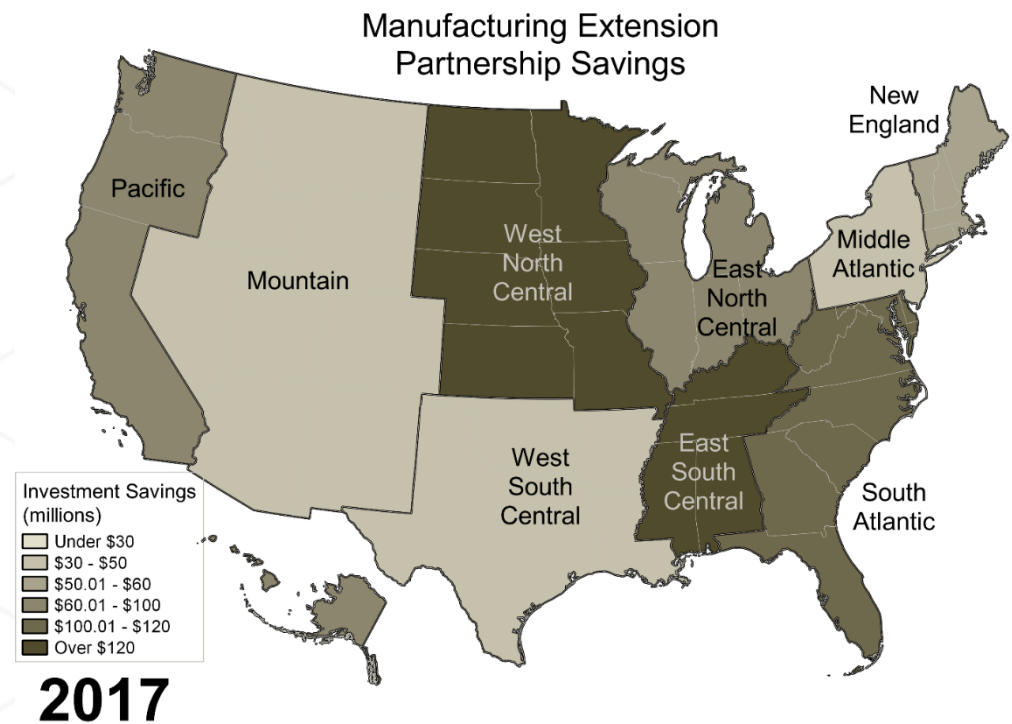 Manufacturing Extension
Partnership Savings
New
England
Pacific
West
North
Central
Middle
Atlantic
Mountain
East
North
Central
West
South
Central
East
South
Central
South
Atlantic
Investment Savings
(millions)
Under $30
$30 - $50
$50.01 - $60
$60.01 - $100
$100.01 - $120
Over $120
2017